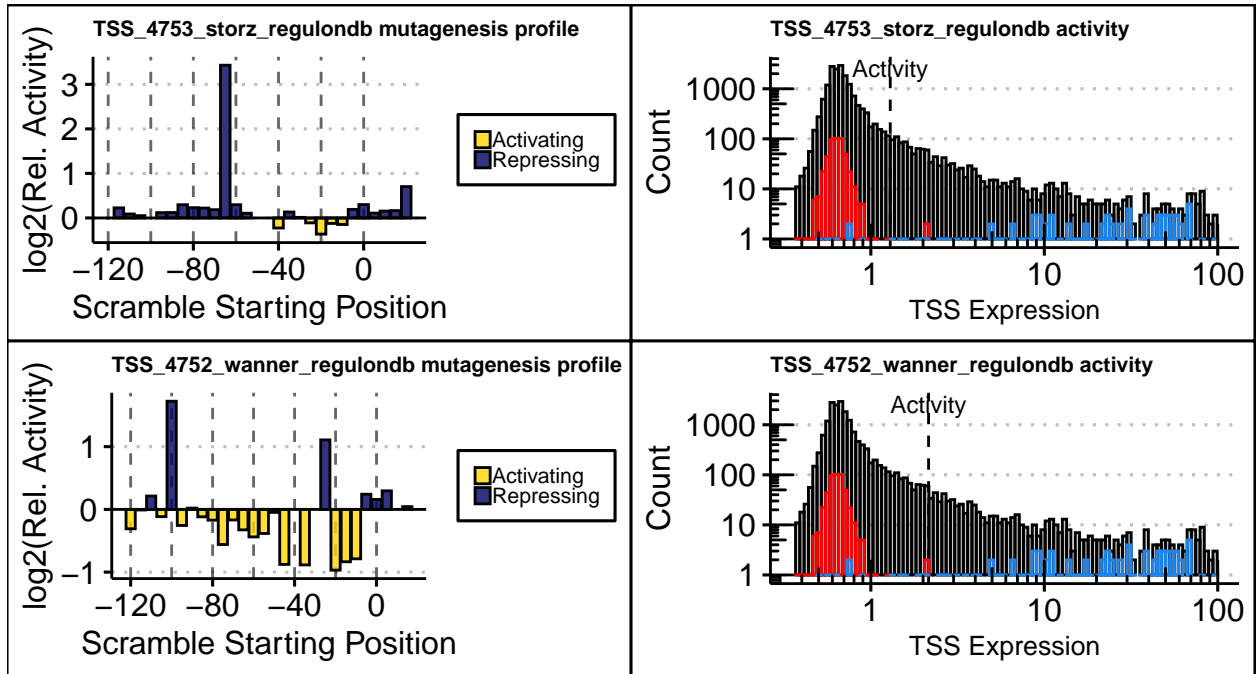 TSS_4753_storz_regulondb mutagenesis profile
log2(Rel. Activity)
3
2
1
0
−120
−80
−40
0
Scramble Starting Position
Activating
Repressing
TSS_4753_storz_regulondb activity
Activity
Count
1000
100
10
1
1
10
100
TSS Expression
TSS_4752_wanner_regulondb mutagenesis profile
log2(Rel. Activity)
1
0
−1
−120
−80
−40
0
Scramble Starting Position
Activating
Repressing
TSS_4752_wanner_regulondb activity
Activity
Count
1000
100
10
1
1
10
100
TSS Expression